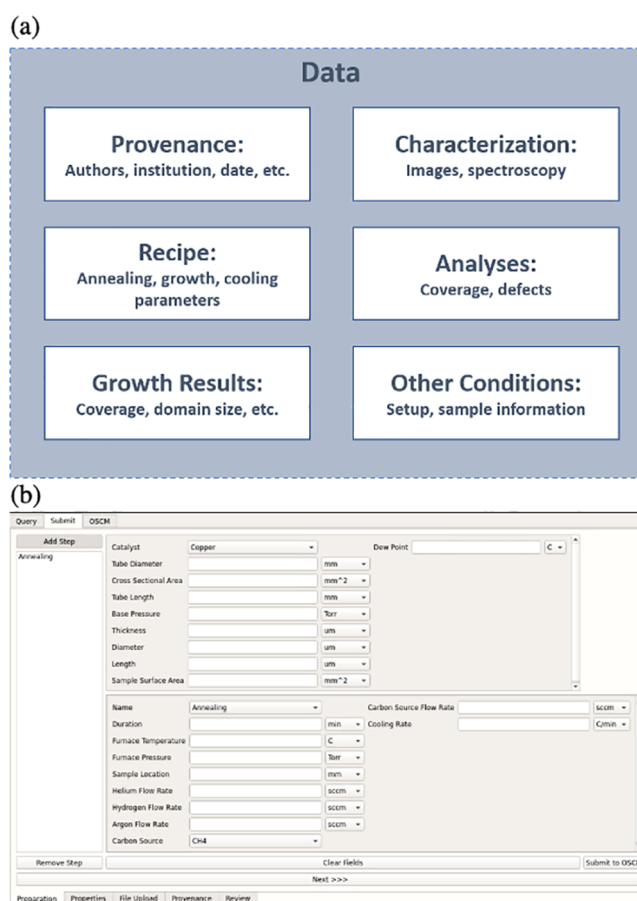 (a)
Data
Provenance:
Authors, institution, date, etc.
Characterization:
Images, spectroscopy
Recipe:
Annealing, growth, cooling
parameters
Analyses:
Coverage, defects
Growth Results:
Coverage, domain size, etc.
Other Conditions:
Setup, sample information
(b)
Query Submit OSCM
Add Step
Annealing
Catalyst Copper Dew Point C
Tube Diameter mm
Cross Sectional Area mm^2
Tube Length mm
Base Pressure Torr
Thickness um
Diameter um
Length um
Sample Surface Area mm^2
Name Annealing Carbon Source Flow Rate sccm
Duration min Cooling Rate C/min
Furnace Temperature C
Furnace Pressure Torr
Sample Location mm
Helium Flow Rate sccm
Hydrogen Flow Rate sccm
Argon Flow Rate sccm
Carbon Source CH4
Remove Step Clear Fields Submit to OSC
Next >>>
Preparation Properties File Upload Provenance Review